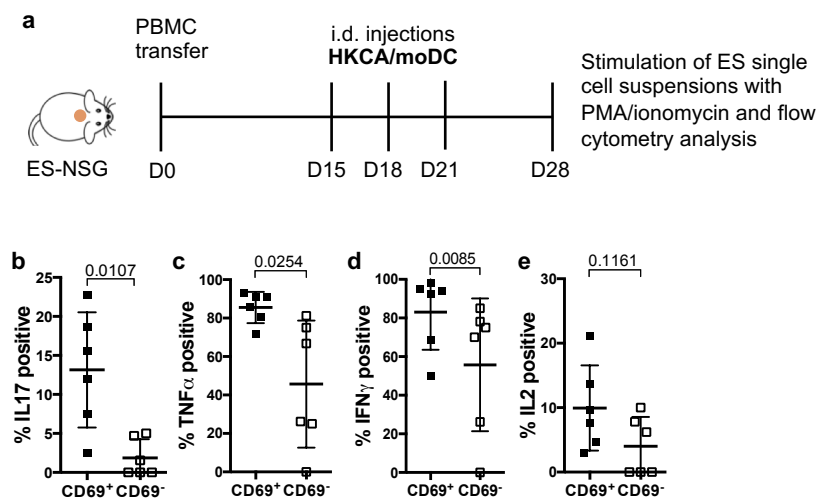 a
PBMC
transfer
i.d. injections
HKCA/moDC
Stimulation of ES single
cell suspensions with
PMA/ionomycin and flow
cytometry analysis
ES-NSG
D0
D15
D18
D21
D28
b
0.0107
25
20
15
10
5
0
% IL17 positive
CD69+ CD69-
c
0.0254
100
80
60
40
20
0
% TNFα positive
CD69+ CD69-
d
0.0085
100
80
60
40
20
0
% IFNγ positive
CD69+ CD69-
e
0.1161
30
20
10
0
% IL2 positive
CD69+ CD69-